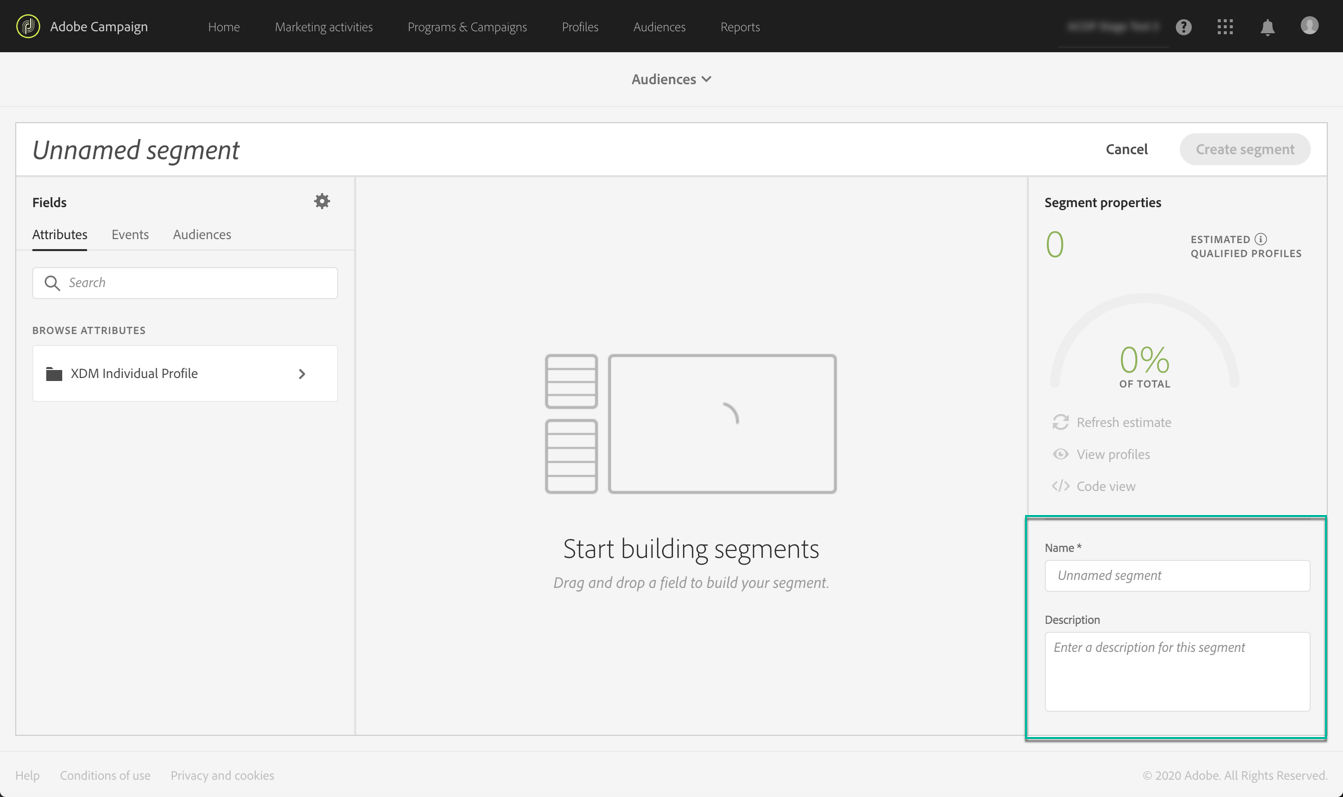 Adobe Campaign
Home Marketing activities Programs & Campaigns Profiles Audiences Reports
Audiences
Unnamed segment
Cancel
Create segment
Fields
Attributes Events Audiences
Search
BROWSE ATTRIBUTES
XDM Individual Profile
Start building segments
Drag and drop a field to build your segment.
Segment properties
0
ESTIMATED
QUALIFIED PROFILES
0%
OF TOTAL
Refresh estimate
View profiles
Code view
Name *
Unnamed segment
Description
Enter a description for this segment
Help Conditions of use Privacy and cookies
© 2020 Adobe. All Rights Reserved.